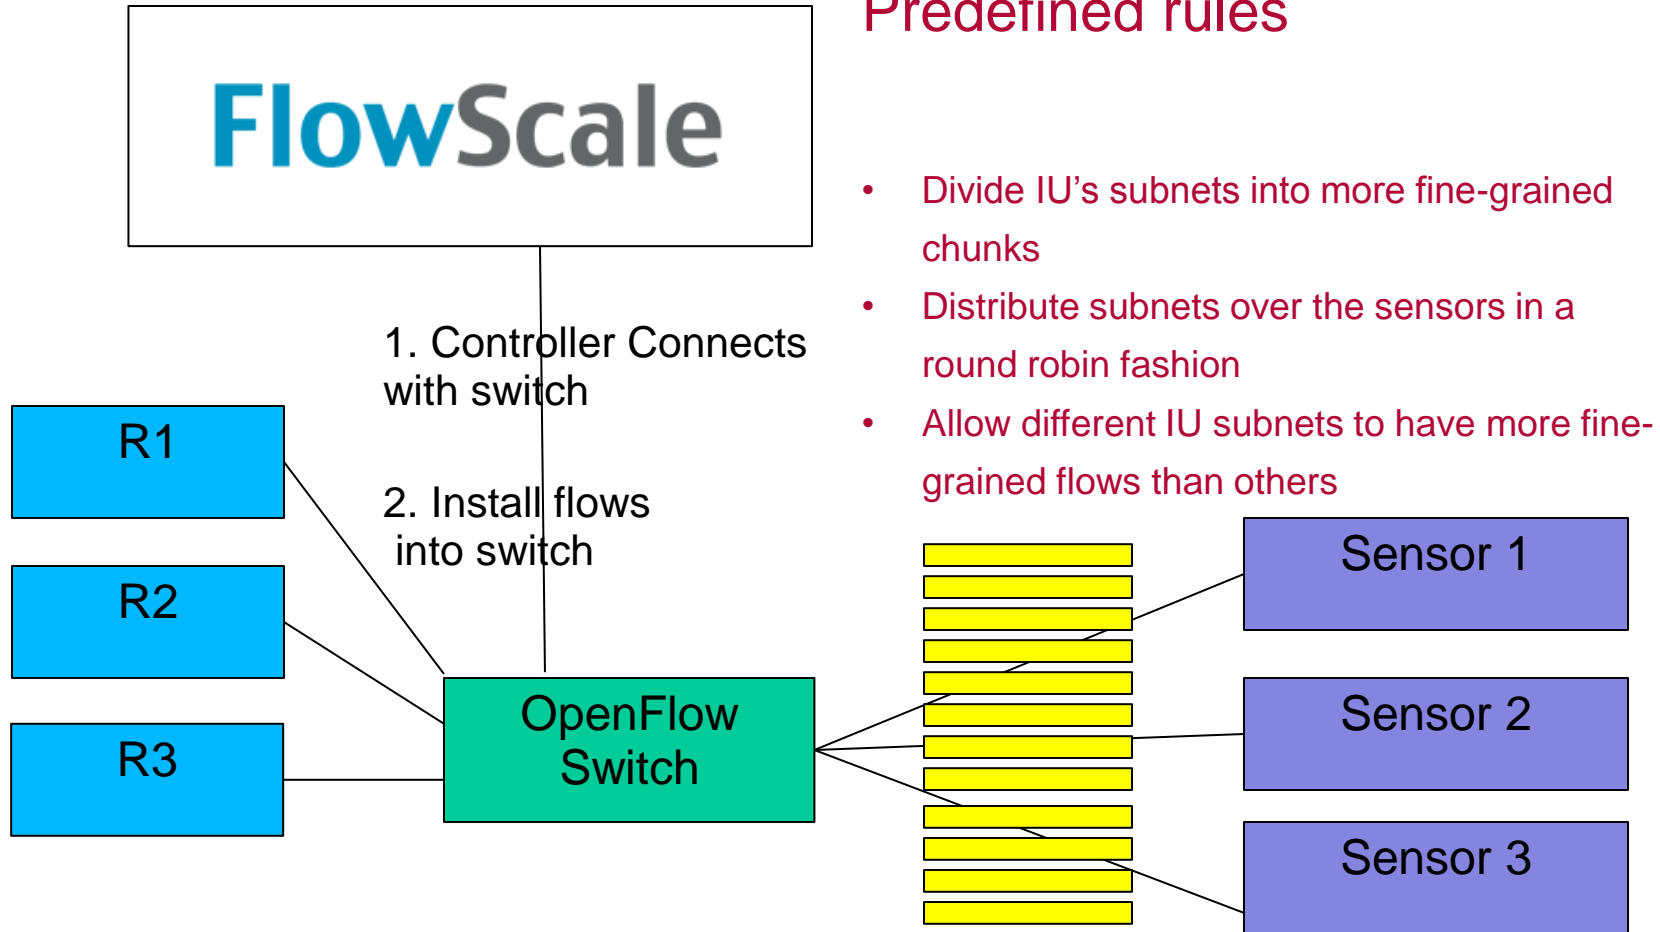 Predefined rules
FlowScale
• Divide IU’s subnets into more fine-grained
chunks
• Distribute subnets over the sensors in a
round robin fashion
• Allow different IU subnets to have more fine-
grained flows than others
1. Controller Connects
with switch
2. Install flows
into switch
R1
R2
R3
OpenFlow
Switch
Sensor 1
Sensor 2
Sensor 3